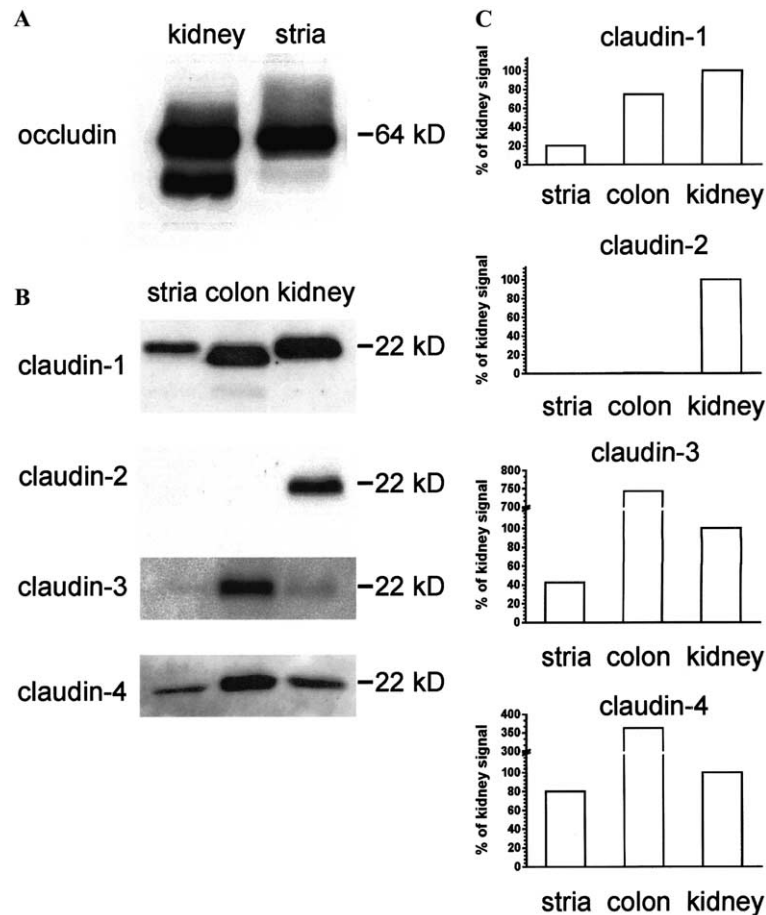 A
kidney stria
occludin
64 kD
B
stria colon kidney
claudin-1
22 kD
claudin-2
22 kD
claudin-3
22 kD
claudin-4
22 kD
C
claudin-1
% of kidney signal
100
80
60
40
20
0
stria colon kidney
claudin-2
% of kidney signal
100
80
60
40
20
0
stria colon kidney
claudin-3
% of kidney signal
800
760
700
100
80
60
40
20
0
stria colon kidney
claudin-4
% of kidney signal
400
350
300
100
80
60
40
20
0
stria colon kidney